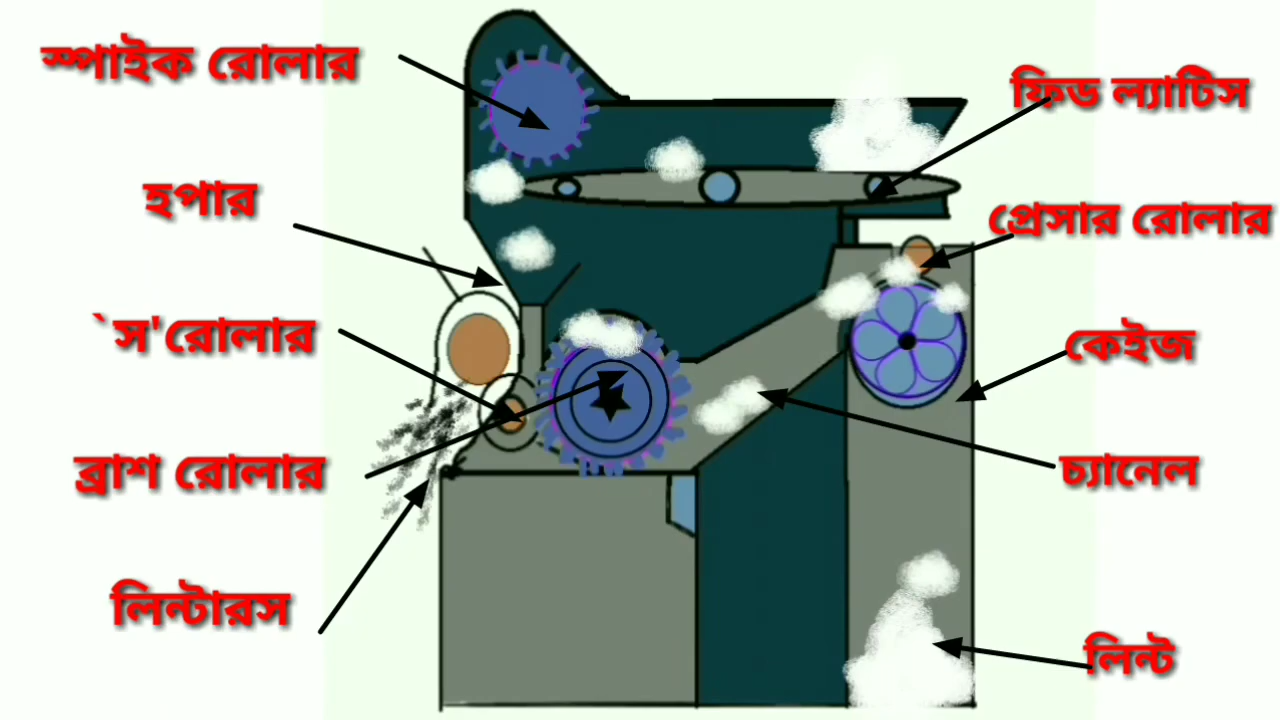 স্পাইক রোলার
ফিড ল্যাটিস
হপার
প্রেসার রোলার
`স'রোলার
কেইজ
ব্রাশ রোলার
চ্যানেল
লিন্টারস
লিন্ট